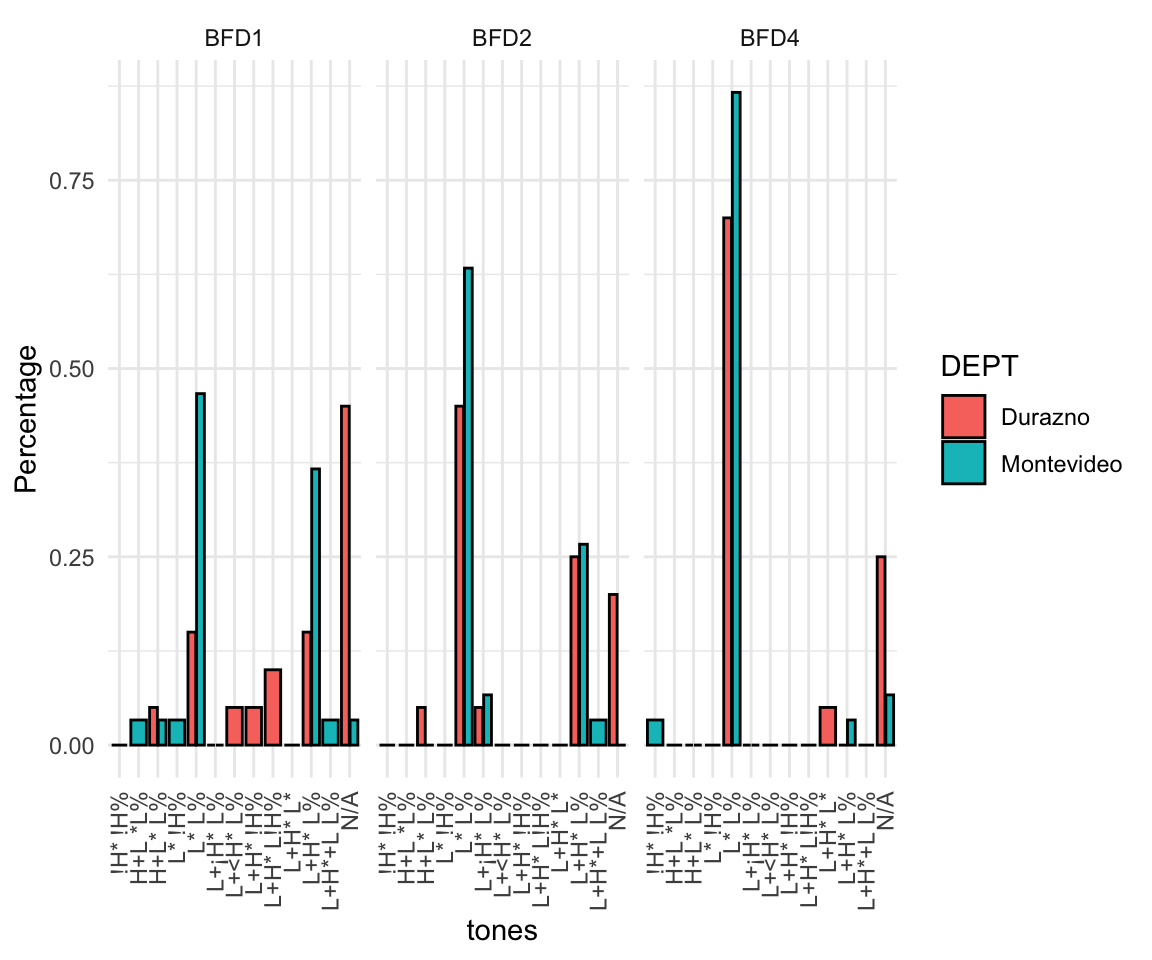 BFD1
BFD2
BFD4
Percentage
0.75
0.50
0.25
0.00
!H* !H%
H+L *L%
H+L* L%
L* !H%
L* L%
L+¡H* L%
L+<H* L%
L+H* !H%
L+H* L!H%
L+H* L*
L+H* L%
L+H*+L L%
N/A
!H* !H%
H+L *L%
H+L* L%
L* !H%
L* L%
L+¡H* L%
L+<H* L%
L+H* !H%
L+H* L!H%
L+H* L*
L+H* L%
L+H*+L L%
N/A
!H* !H%
H+L *L%
H+L* L%
L* !H%
L* L%
L+¡H* L%
L+<H* L%
L+H* !H%
L+H* L!H%
L+H* L*
L+H* L%
L+H*+L L%
N/A
tones
DEPT
Durazno
Montevideo